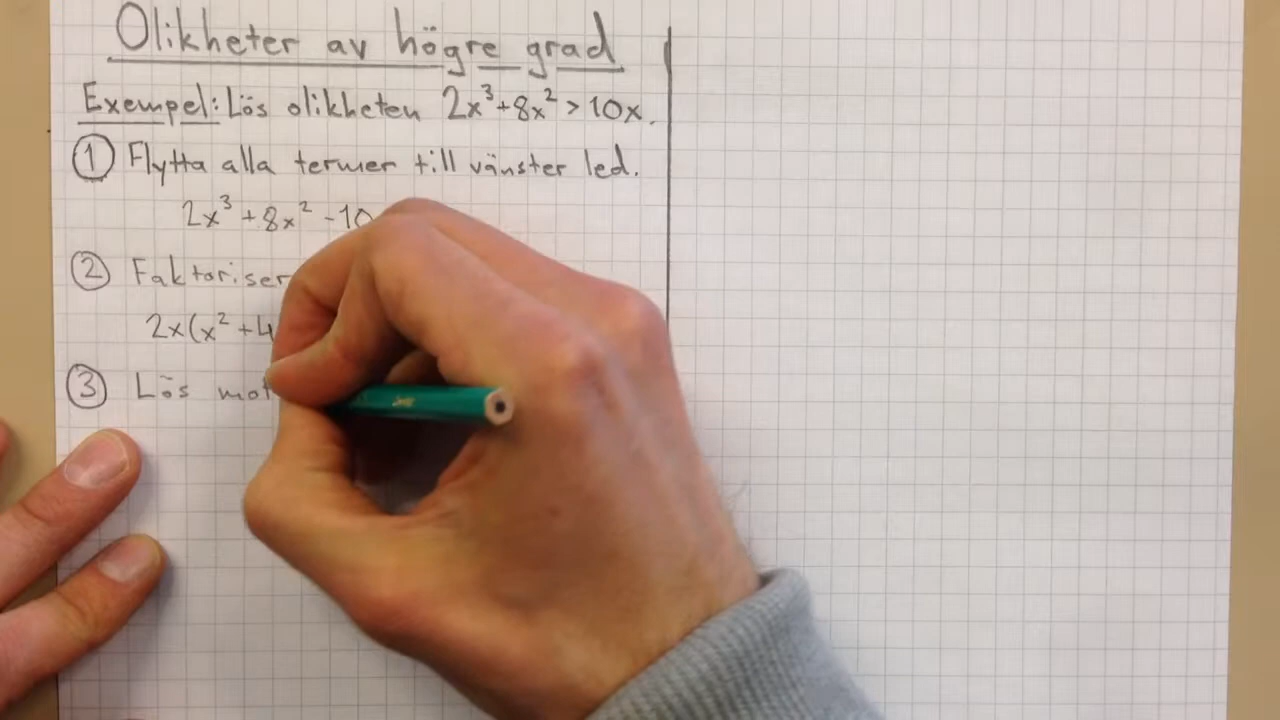 Olikheter av högre grad
Exempel: Lös olikheten 2x³+8x² > 10x.
① Flytta alla termer till vänster led.
2x³ + 8x² - 10
② Faktoriser
2x(x² + 4
③ Lös mot